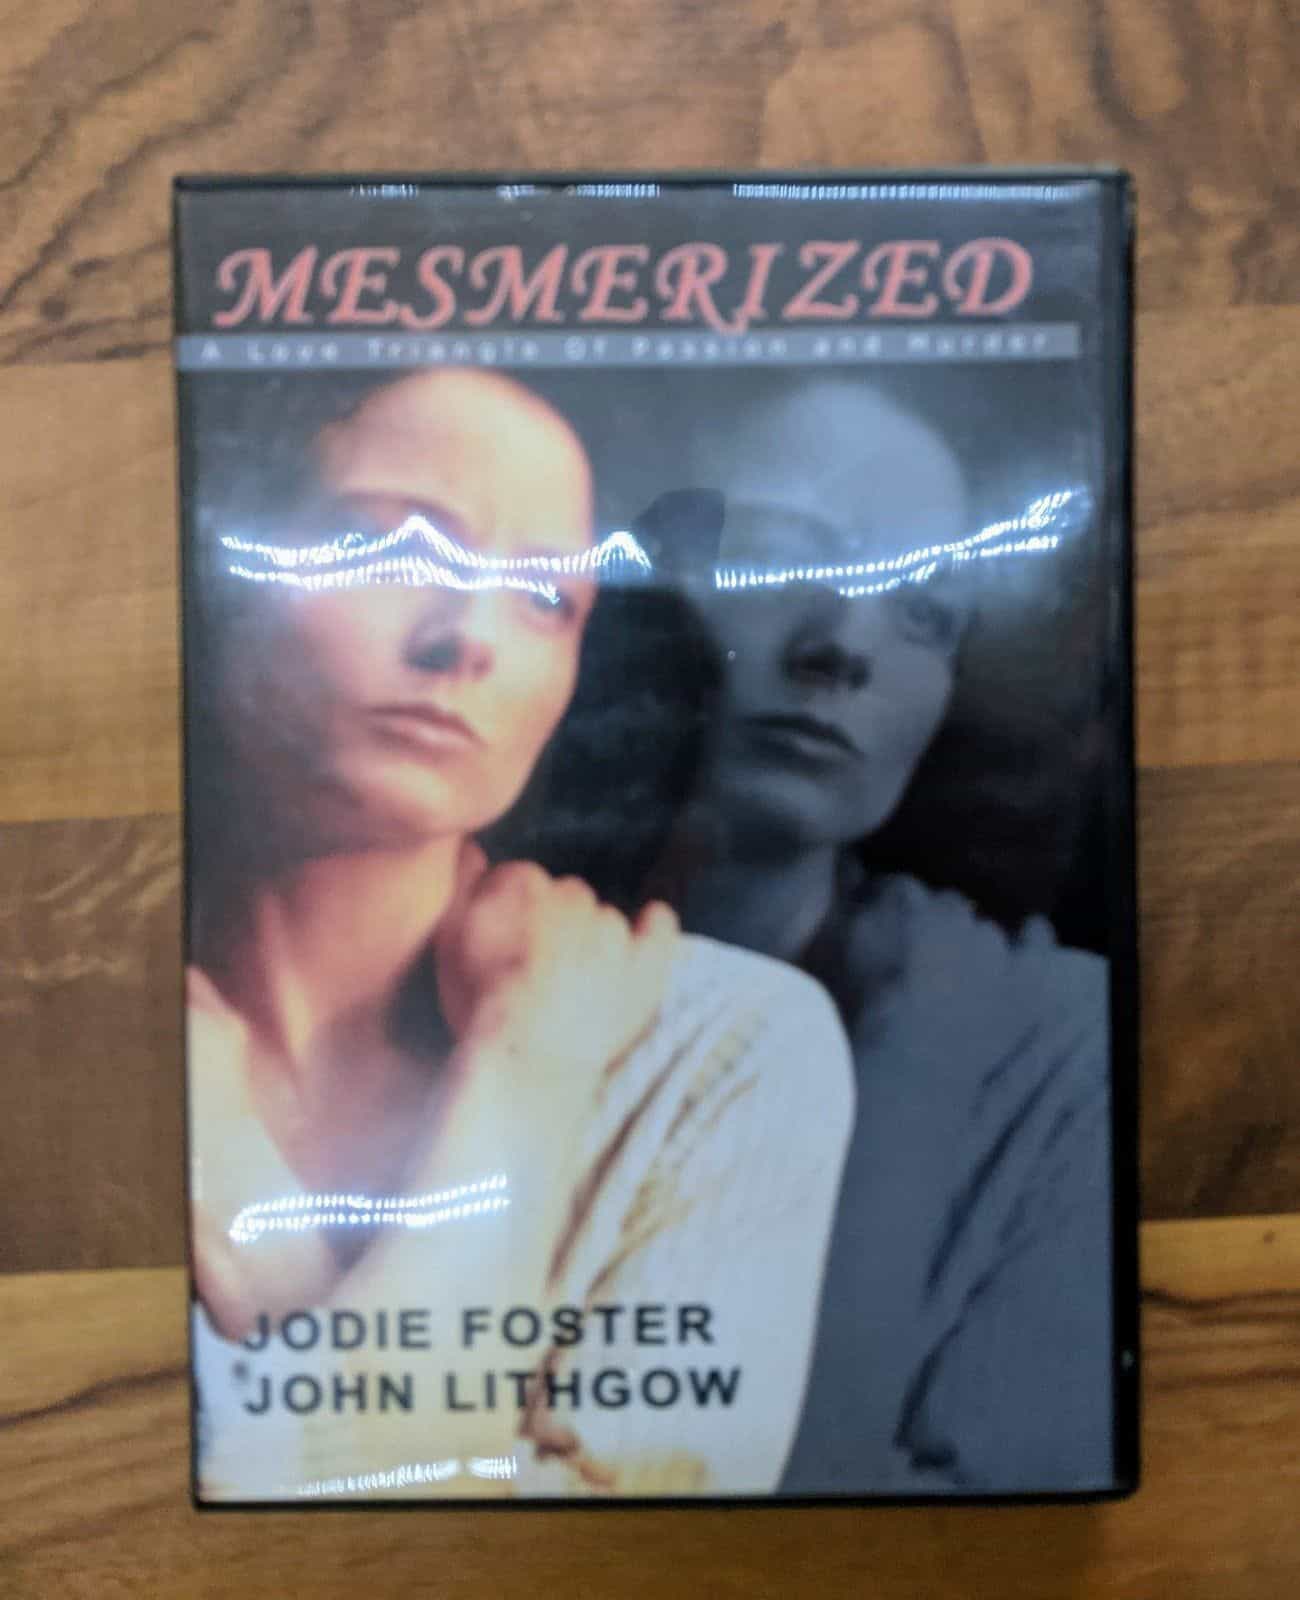 MESMERIZED
A Love Triangle Of Passion and Murder
JODIE FOSTER
JOHN LITHGOW